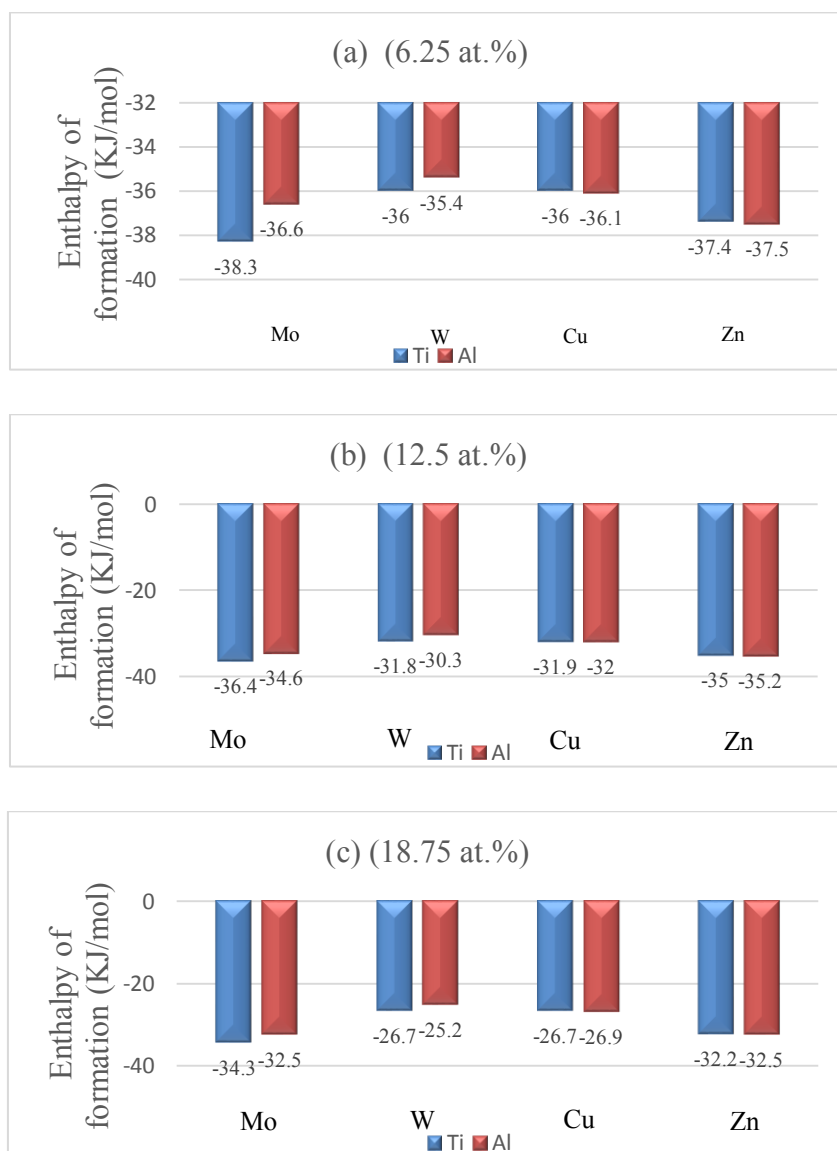 (a) (6.25 at.%)
Enthalpy of
formation (KJ/mol)
-32
-34
-36
-38
-40
-38.3
-36.6
-36
-35.4
-36
-36.1
-37.4
-37.5
Mo
W
Cu
Zn
Ti Al
(b) (12.5 at.%)
Enthalpy of
formation (KJ/mol)
0
-20
-40
-36.4
-34.6
-31.8
-30.3
-31.9
-32
-35
-35.2
Mo
W
Cu
Zn
Ti Al
(c) (18.75 at.%)
Enthalpy of
formation (KJ/mol)
0
-20
-40
-34.3
-32.5
-26.7
-25.2
-26.7
-26.9
-32.2
-32.5
Mo
W
Cu
Zn
Ti Al